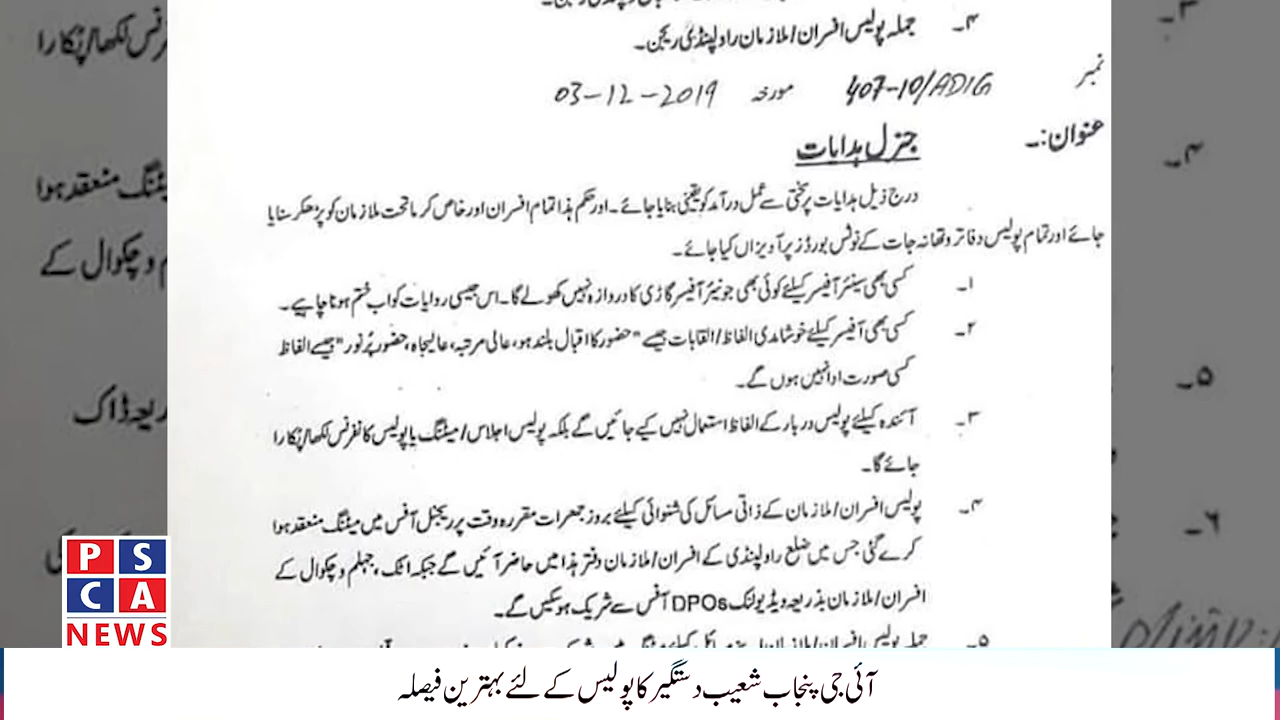 ۴۔ جملہ پولیس افسران/ملازمان راولپنڈی ریجن۔
نمبر 407-10/ADIG مورخہ 03-12-2019
عنوان:۔ جنرل ہدایات
درج ذیل ہدایات پر سختی سے عمل درآمد کو یقینی بنایا جائے۔ اور حکم ہذا تمام افسران اور خاص کر ماتحت ملازمان کو پڑھ کر سنایا
جائے اور تمام پولیس دفاتر و تھانہ جات کے نوٹس بورڈز پر آویزاں کیا جائے۔
۱۔ کسی بھی سینئر آفیسر کیلئے کوئی بھی جونیئر آفیسر گاڑی کا دروازہ نہیں کھولے گا۔ اس جیسی روایات کو اب ختم ہونا چاہیے۔
۲۔ کسی بھی آفیسر کیلئے خوشامدی الفاظ/القابات جیسے "حضور کا اقبال بلند ہو، عالی مرتبہ، عالیجاہ، حضور پُرنور" جیسے الفاظ
کسی صورت ادا نہیں ہوں گے۔
۳۔ آئندہ کیلئے پولیس دربار کے الفاظ استعمال نہیں کیے جائیں گے بلکہ پولیس اجلاس/میٹنگ یا پولیس کانفرنس لکھا/پُکارا
جائے گا۔
۴۔ پولیس افسران/ملازمان کے ذاتی مسائل کی شنوائی کیلئے بروز جمعرات مقررہ وقت پر ریجنل آفس میں میٹنگ منعقد ہوا
کرے گی جس میں ضلع راولپنڈی کے افسران/ملازمان دفتر ہذا میں حاضر آئیں گے جبکہ اٹک، جہلم و چکوال کے
افسران/ملازمان بذریعہ ویڈیو لنک DPOs آفس سے شریک ہو سکیں گے۔
۵۔ جملہ پولیس افسران/ملازمان
PSCA
NEWS
آئی جی پنجاب شعیب دستگیر کا پولیس کے لئے بہترین فیصلہ